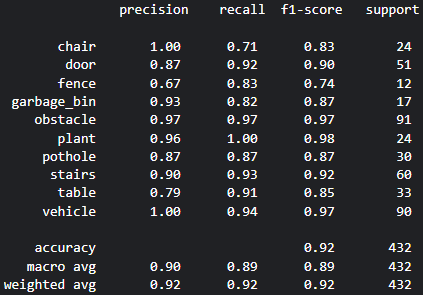 precision recall f1-score support
chair 1.00 0.71 0.83 24
door 0.87 0.92 0.90 51
fence 0.67 0.83 0.74 12
garbage_bin 0.93 0.82 0.87 17
obstacle 0.97 0.97 0.97 91
plant 0.96 1.00 0.98 24
pothole 0.87 0.87 0.87 30
stairs 0.90 0.93 0.92 60
table 0.79 0.91 0.85 33
vehicle 1.00 0.94 0.97 90
accuracy 0.92 432
macro avg 0.90 0.89 0.89 432
weighted avg 0.92 0.92 0.92 432